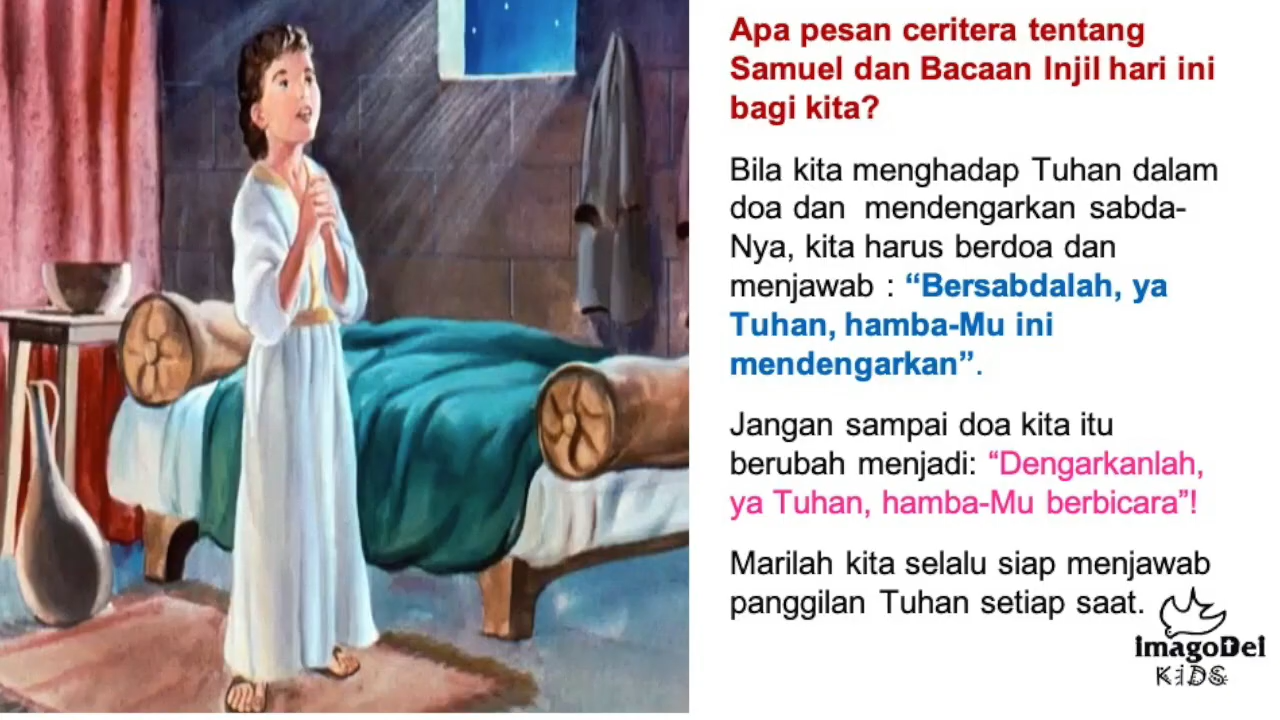 Apa pesan ceritera tentang
Samuel dan Bacaan Injil hari ini
bagi kita?
Bila kita menghadap Tuhan dalam
doa dan mendengarkan sabda-
Nya, kita harus berdoa dan
menjawab : “Bersabdalah, ya
Tuhan, hamba-Mu ini
mendengarkan”.
Jangan sampai doa kita itu
berubah menjadi: “Dengarkanlah,
ya Tuhan, hamba-Mu berbicara”!
Marilah kita selalu siap menjawab
panggilan Tuhan setiap saat.
imagoDei
KiDS